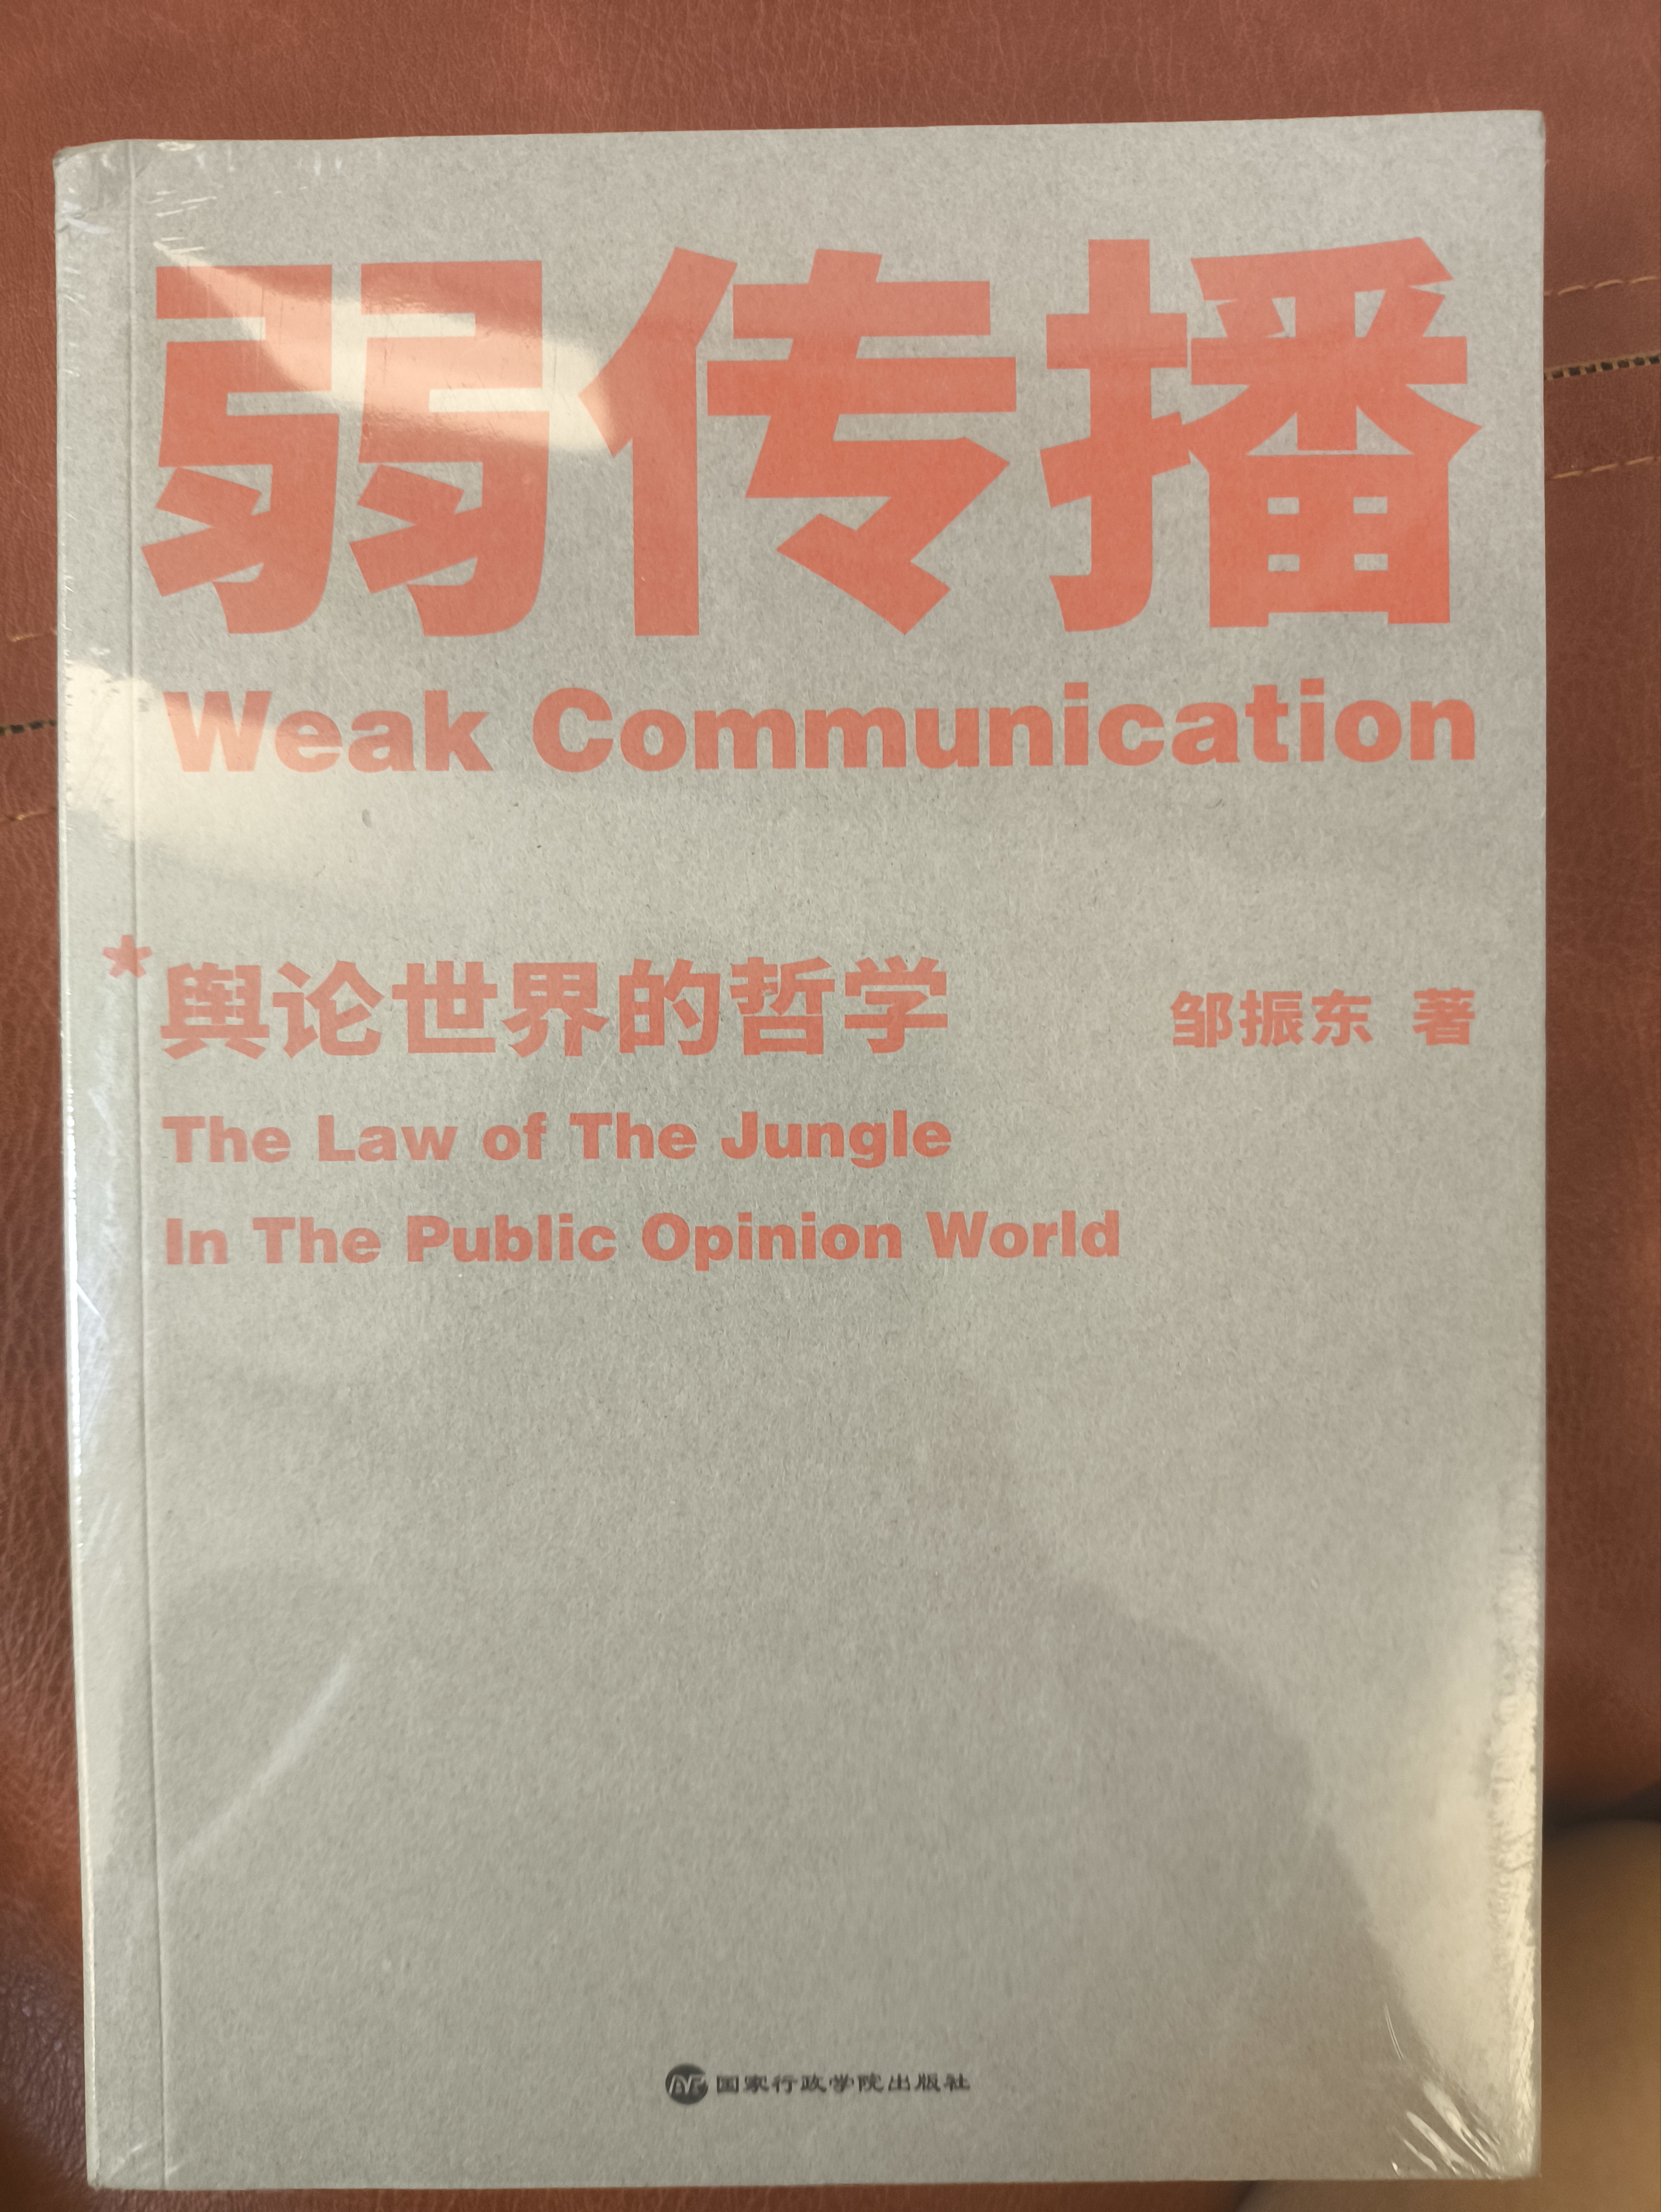 弱传播
Weak Communication
*舆论世界的哲学 邹振东 著
The Law of The Jungle
In The Public Opinion World
国家行政学院出版社